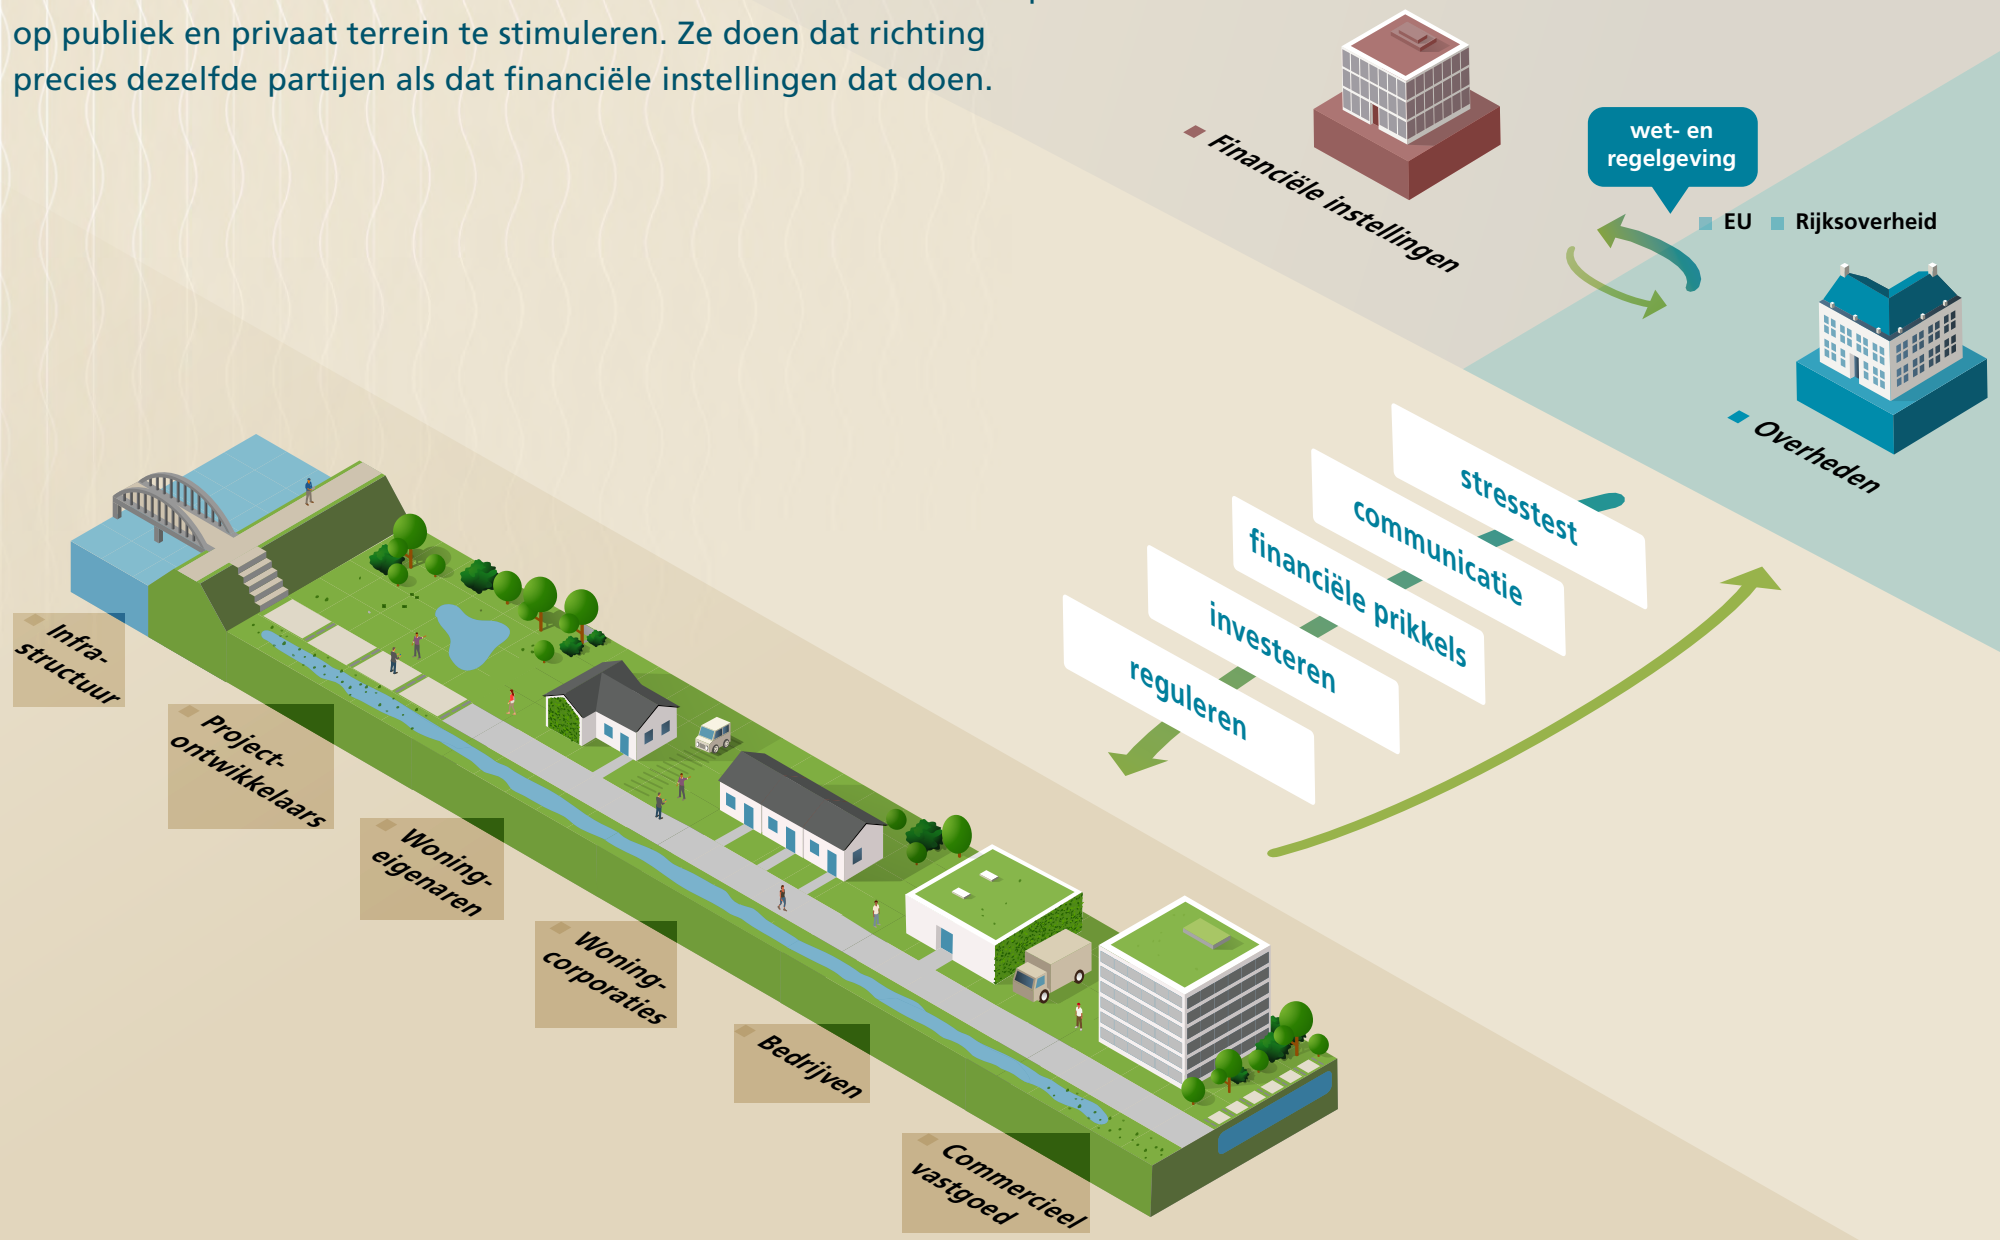 op publiek en privaat terrein te stimuleren. Ze doen dat richting
precies dezelfde partijen als dat financiële instellingen dat doen.
Financiële instellingen
wet- en
regelgeving
EU
Rijksoverheid
Overheden
stresstest
communicatie
financiële prikkels
investeren
reguleren
Infra-
structuur
Project-
ontwikkelaars
Woning-
eigenaren
Woning-
corporaties
Bedrijven
Commercieel
vastgoed